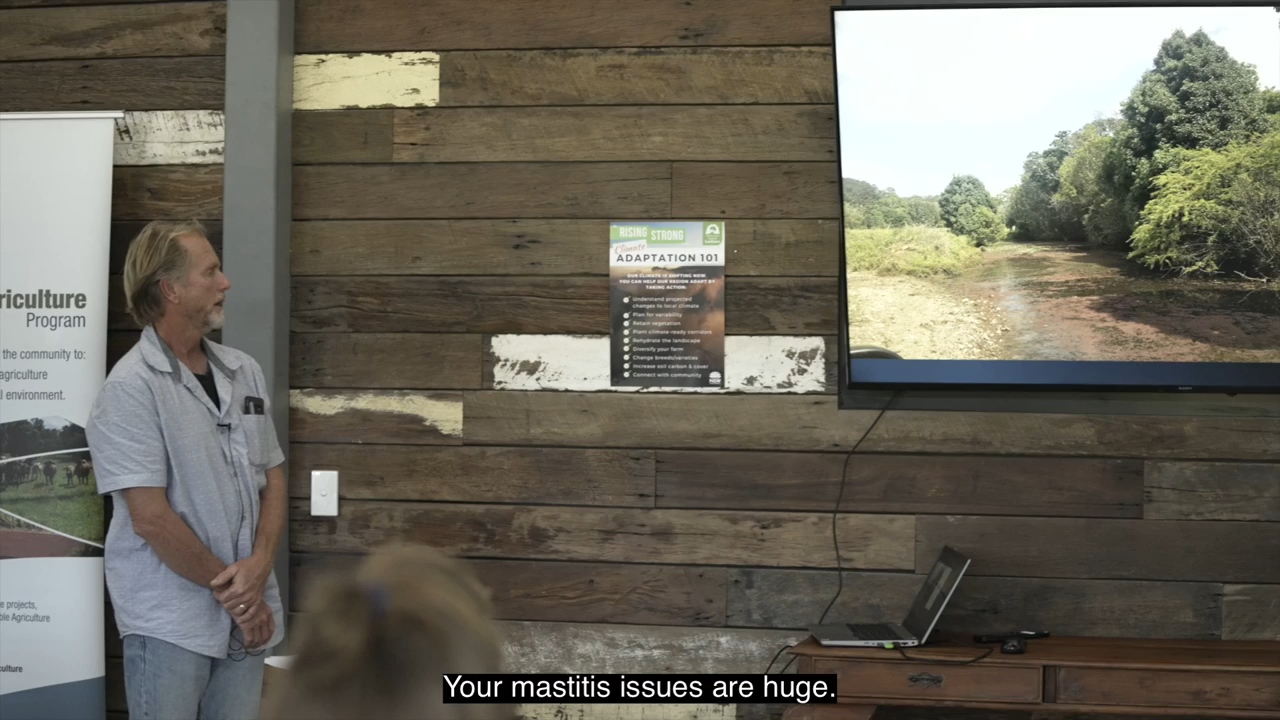 riculture
Program
the community to:
agriculture
l environment.
e projects,
ble Agriculture
culture
RISING STRONG
Climate
ADAPTATION 101
OUR CLIMATE IS SHIFTING NOW.
YOU CAN HELP OUR REGION ADAPT BY
TAKING ACTION:
Understand projected
changes to local climate
Plan for variability
Retain vegetation
Plant climate-ready corridors
Rehydrate the landscape
Diversify your farm
Change breeds/varieties
Increase soil carbon & cover
Connect with community
Your mastitis issues are huge.